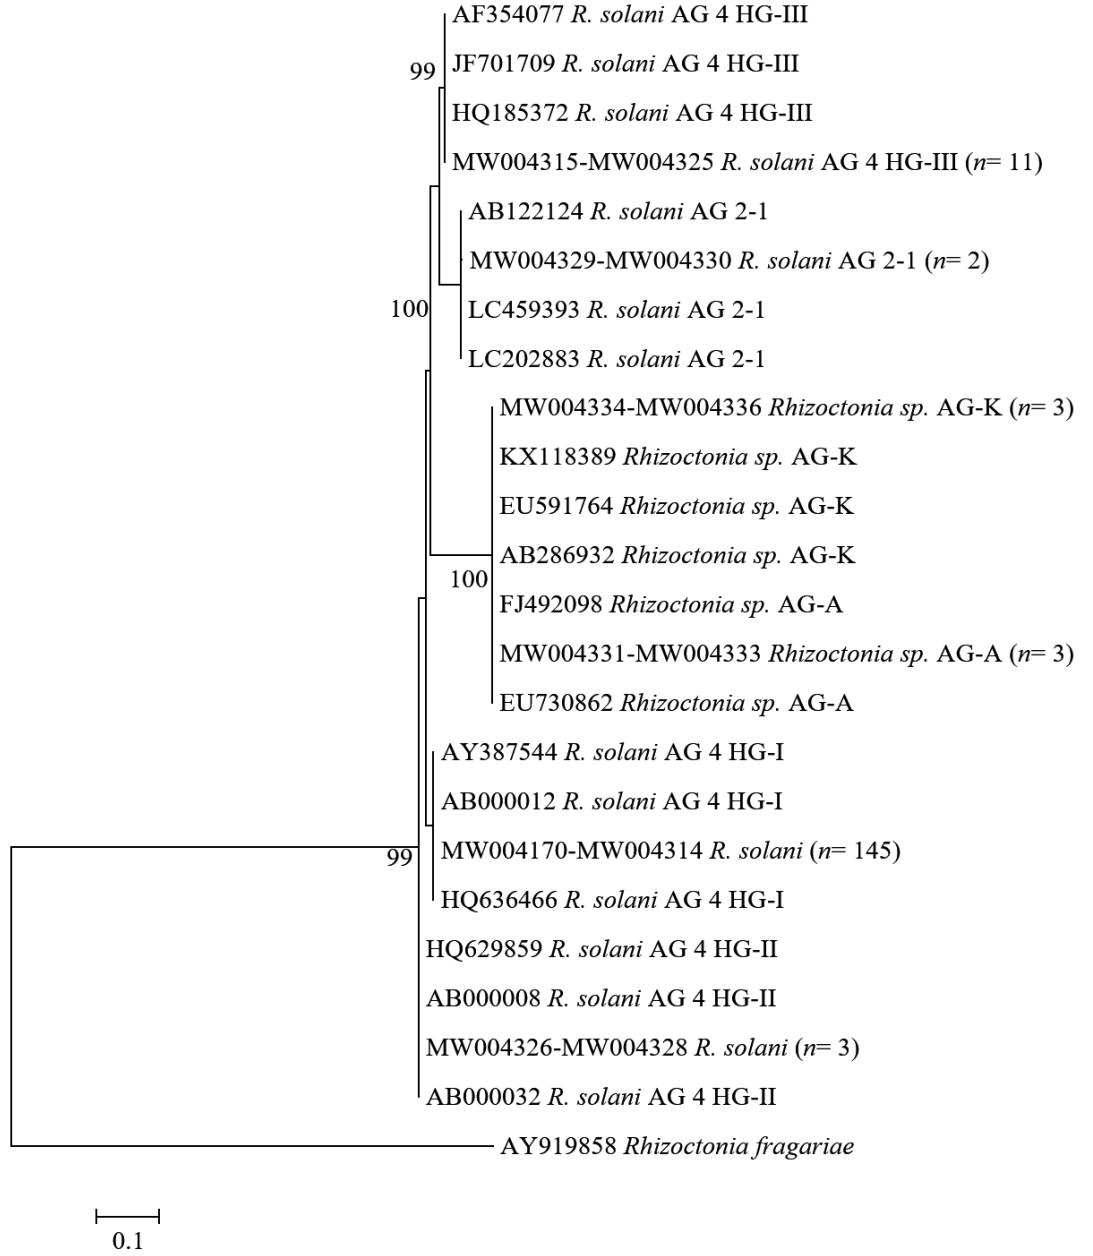 AF354077 R. solani AG 4 HG-III
99
JF701709 R. solani AG 4 HG-III
HQ185372 R. solani AG 4 HG-III
MW004315-MW004325 R. solani AG 4 HG-III (n= 11)
AB122124 R. solani AG 2-1
MW004329-MW004330 R. solani AG 2-1 (n= 2)
100
LC459393 R. solani AG 2-1
LC202883 R. solani AG 2-1
MW004334-MW004336 Rhizoctonia sp. AG-K (n= 3)
KX118389 Rhizoctonia sp. AG-K
EU591764 Rhizoctonia sp. AG-K
AB286932 Rhizoctonia sp. AG-K
100
FJ492098 Rhizoctonia sp. AG-A
MW004331-MW004333 Rhizoctonia sp. AG-A (n= 3)
EU730862 Rhizoctonia sp. AG-A
AY387544 R. solani AG 4 HG-I
AB000012 R. solani AG 4 HG-I
MW004170-MW004314 R. solani (n= 145)
99
HQ636466 R. solani AG 4 HG-I
HQ629859 R. solani AG 4 HG-II
AB000008 R. solani AG 4 HG-II
MW004326-MW004328 R. solani (n= 3)
AB000032 R. solani AG 4 HG-II
AY919858 Rhizoctonia fragariae
0.1